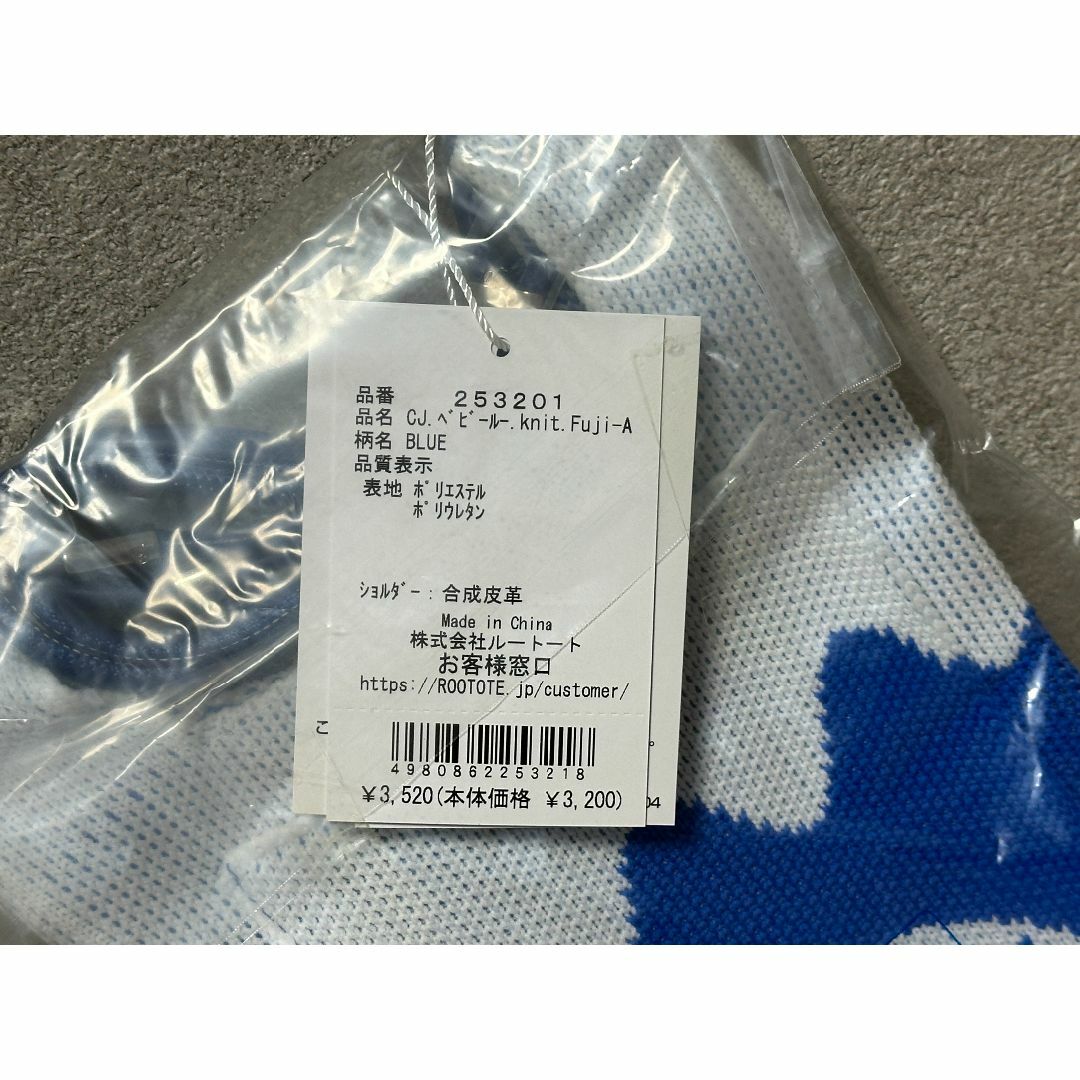 品番 253201
品名 CJ.ﾍﾞﾋﾞｰﾙｰ.knit.Fuji-A
柄名 BLUE
品質表示
表地 ﾎﾟﾘｴｽﾃﾙ
ﾎﾟﾘｳﾚﾀﾝ
ｼｮﾙﾀﾞｰ：合成皮革
Made in China
株式会社ルートート
お客様窓口
https://ROOTOTE.jp/customer/
こ
。
4980862253218
￥3,520(本体価格 ￥3,200)
04